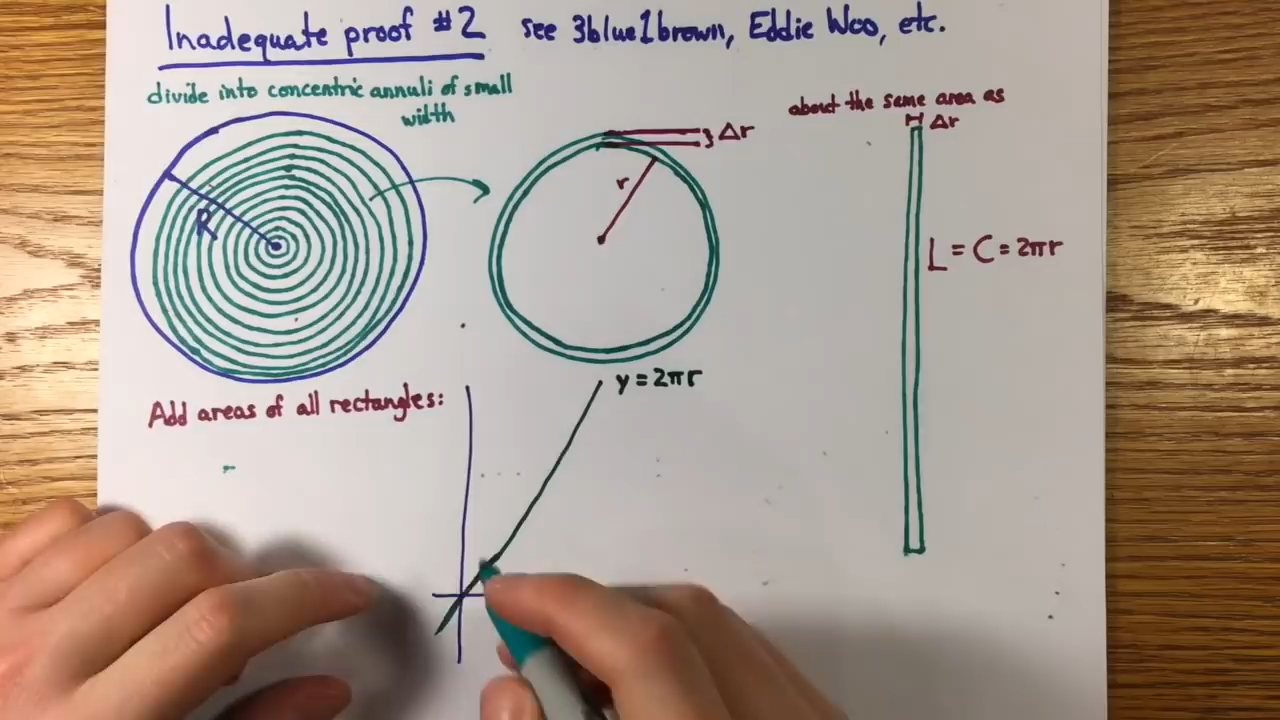 Inadequate proof #2 see 3blue1brown, Eddie Woo, etc.
divide into concentric annuli of small
width
about the same area as
Δr
Δr
r
R
L = C = 2πr
y = 2πr
Add areas of all rectangles: